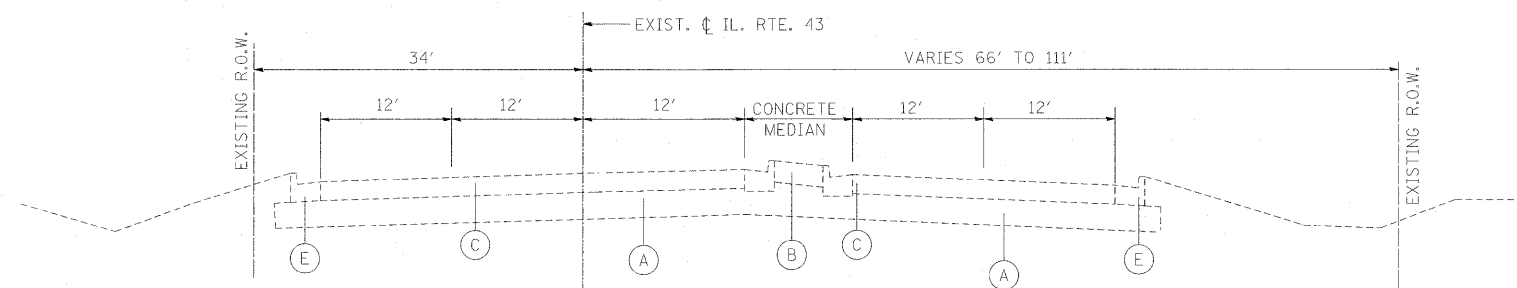 EXIST. ℄ IL. RTE. 43
34'
VARIES 66' TO 111'
EXISTING R.O.W.
EXISTING R.O.W.
12'
12'
12'
CONCRETE
MEDIAN
12'
12'
E
C
A
B
C
A
E